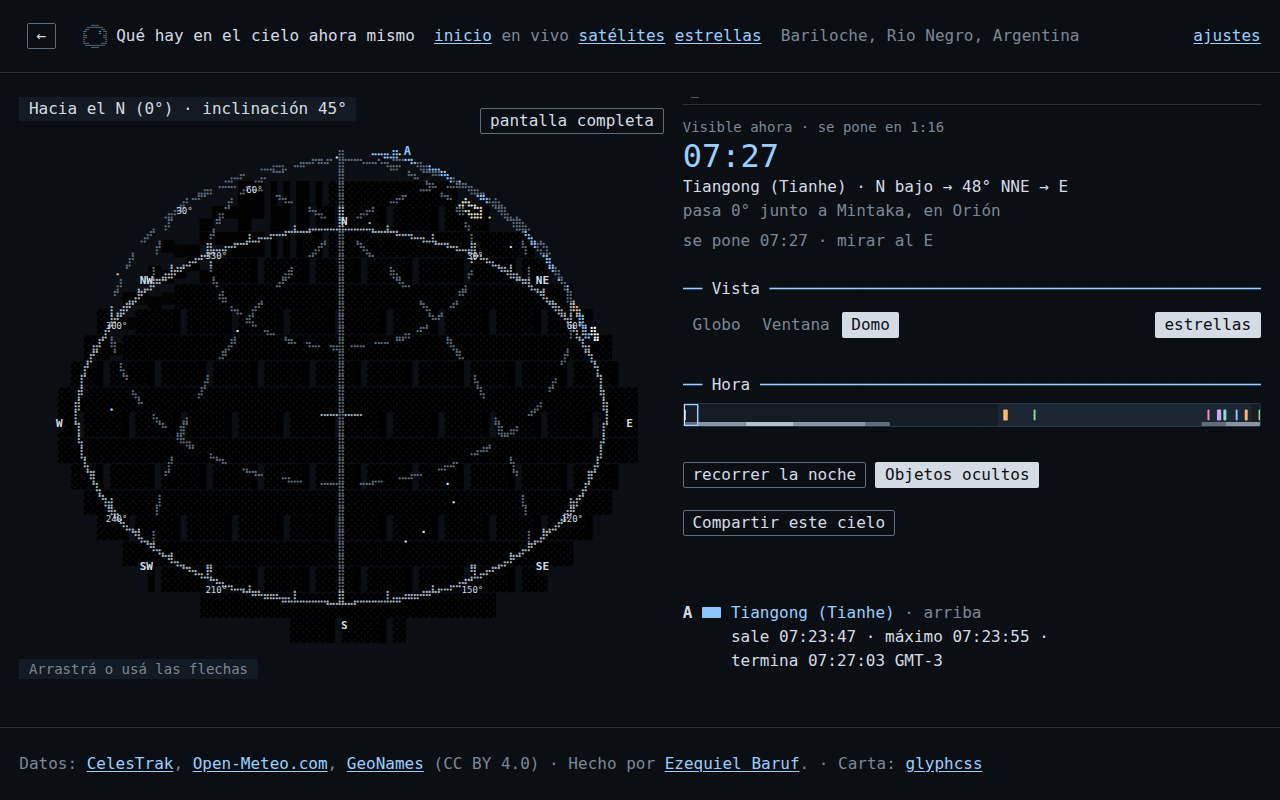 ←
Qué hay en el cielo ahora mismo inicio en vivo satélites estrellas Bariloche, Rio Negro, Argentina ajustes
Hacia el N (0°) · inclinación 45°
pantalla completa
A
60°
30°
N
330°
30°
NW
NE
300°
60°
W
E
240°
120°
SW
SE
210°
150°
S
Arrastrá o usá las flechas
Visible ahora · se pone en 1:16
07:27
Tiangong (Tianhe) · N bajo → 48° NNE → E
pasa 0° junto a Mintaka, en Orión
se pone 07:27 · mirar al E
Vista
Globo Ventana Domo estrellas
Hora
recorrer la noche Objetos ocultos
Compartir este cielo
A Tiangong (Tianhe) · arriba
sale 07:23:47 · máximo 07:23:55 ·
termina 07:27:03 GMT-3
Datos: CelesTrak, Open-Meteo.com, GeoNames (CC BY 4.0) · Hecho por Ezequiel Baruf. · Carta: glyphcss